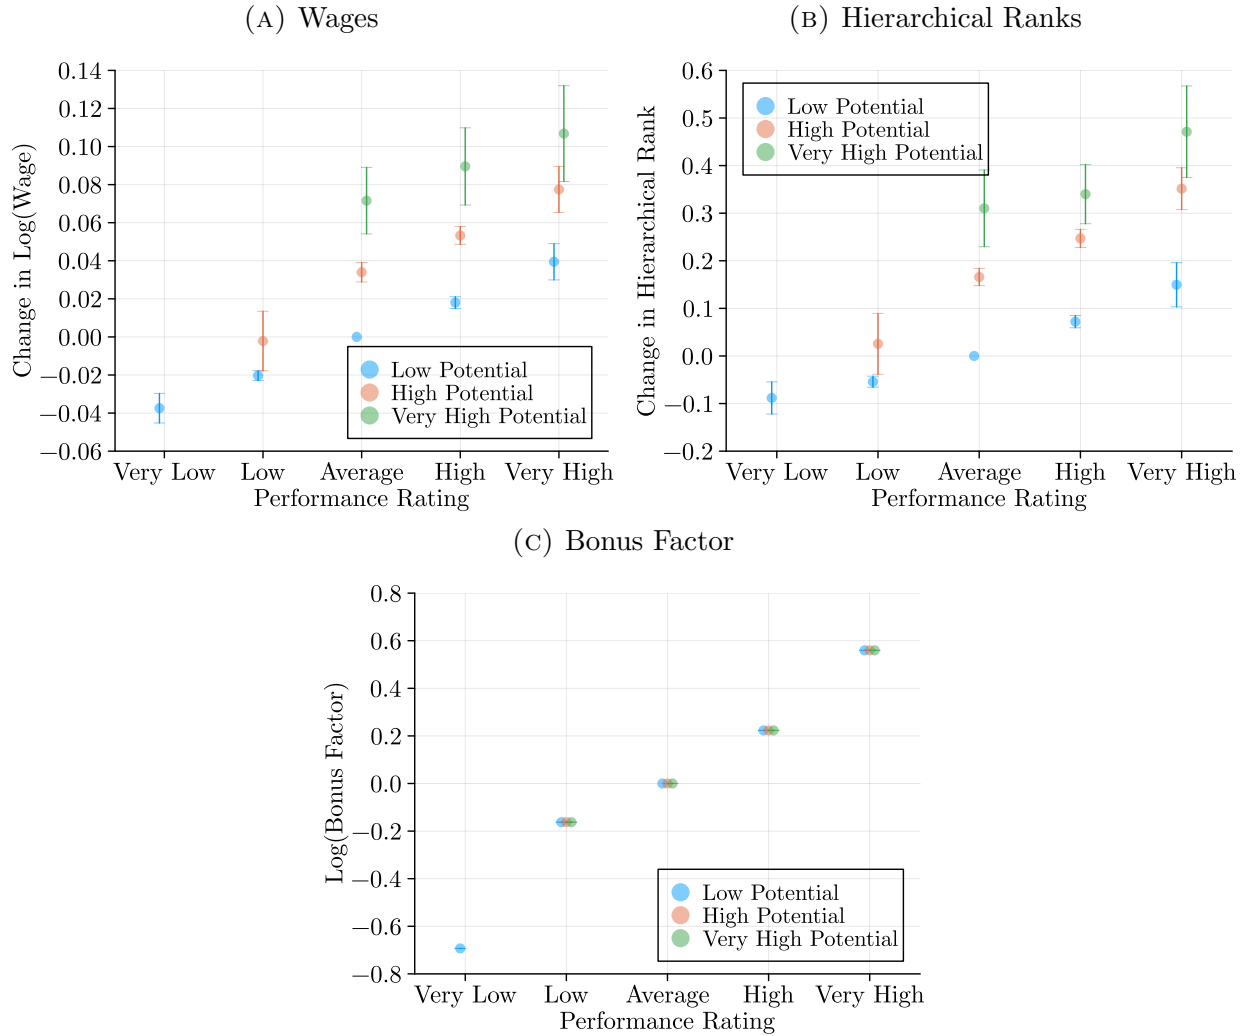 (A) Wages
0.14
0.12
0.10
0.08
0.06
0.04
0.02
0.00
−0.02
−0.04
−0.06
Change in Log(Wage)
Low Potential
High Potential
Very High Potential
Very Low Low Average High Very High
Performance Rating
(B) Hierarchical Ranks
0.6
0.5
0.4
0.3
0.2
0.1
0.0
−0.1
−0.2
Change in Hierarchical Rank
Low Potential
High Potential
Very High Potential
Very Low Low Average High Very High
Performance Rating
(C) Bonus Factor
0.8
0.6
0.4
0.2
0.0
−0.2
−0.4
−0.6
−0.8
Log(Bonus Factor)
Low Potential
High Potential
Very High Potential
Very Low Low Average High Very High
Performance Rating